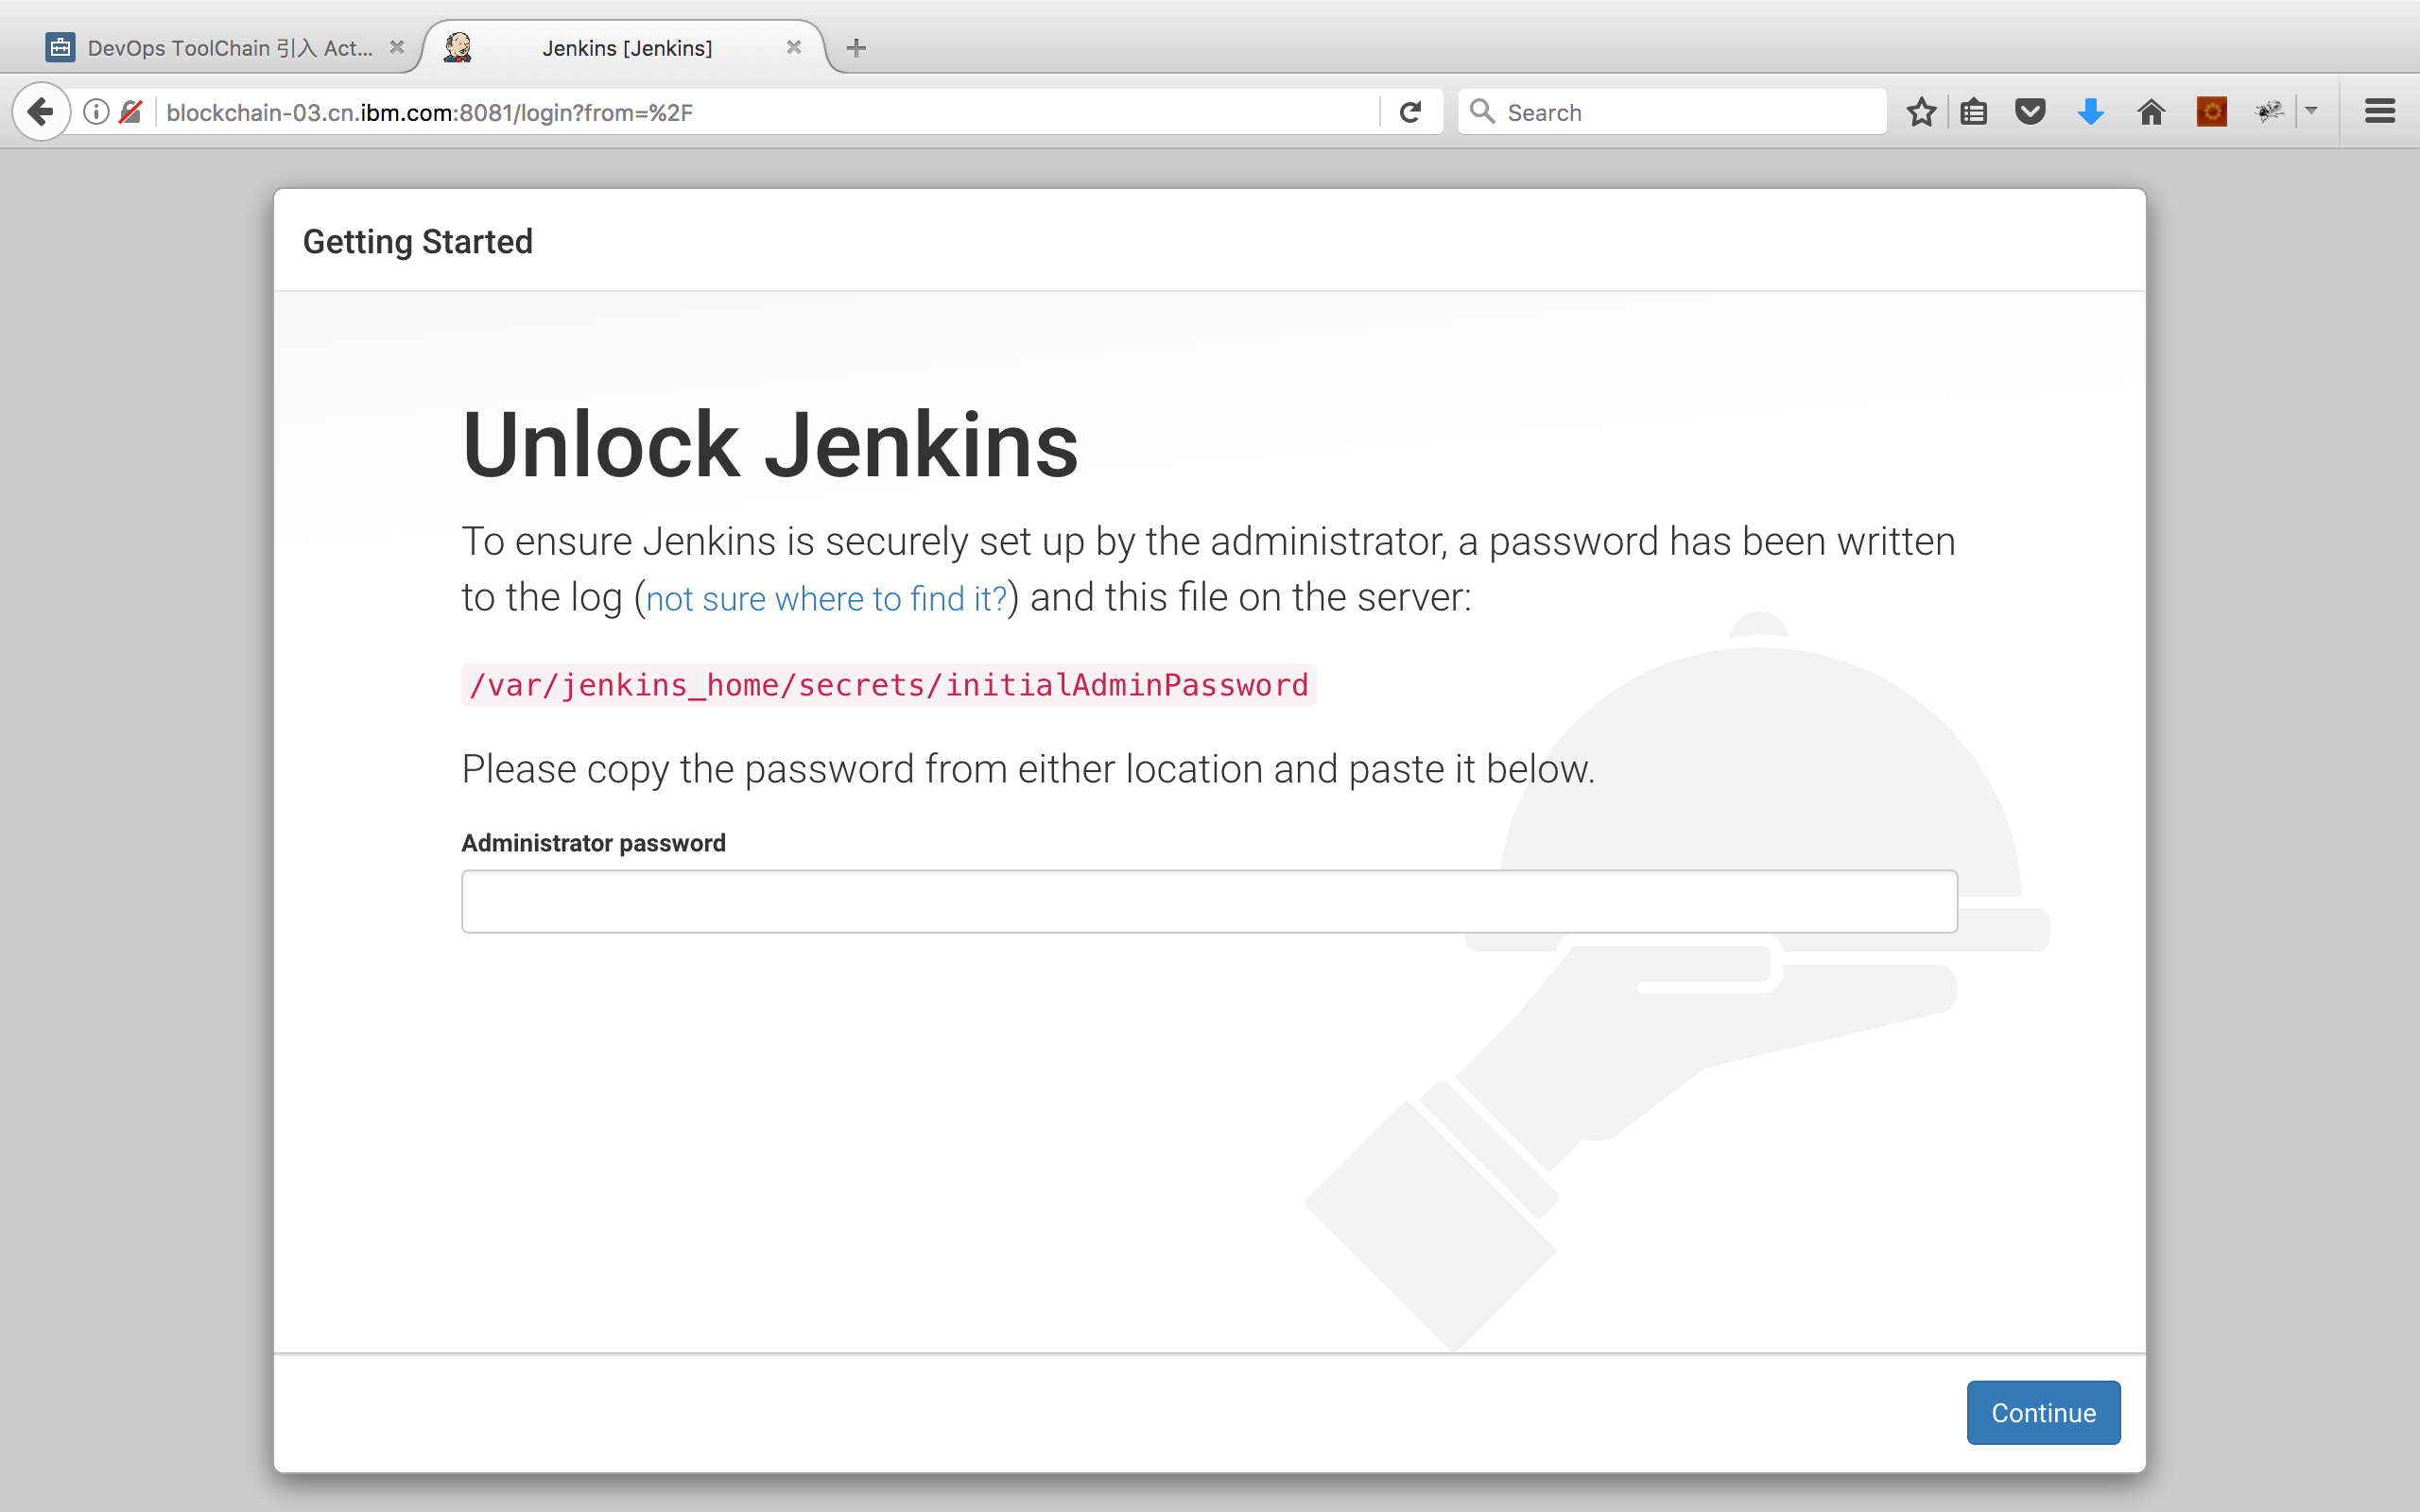 DevOps ToolChain 引入 Act...
Jenkins [Jenkins]
blockchain-03.cn.ibm.com:8081/login?from=%2F
Search
Getting Started
Unlock Jenkins
To ensure Jenkins is securely set up by the administrator, a password has been written
to the log (not sure where to find it?) and this file on the server:
/var/jenkins_home/secrets/initialAdminPassword
Please copy the password from either location and paste it below.
Administrator password
Continue